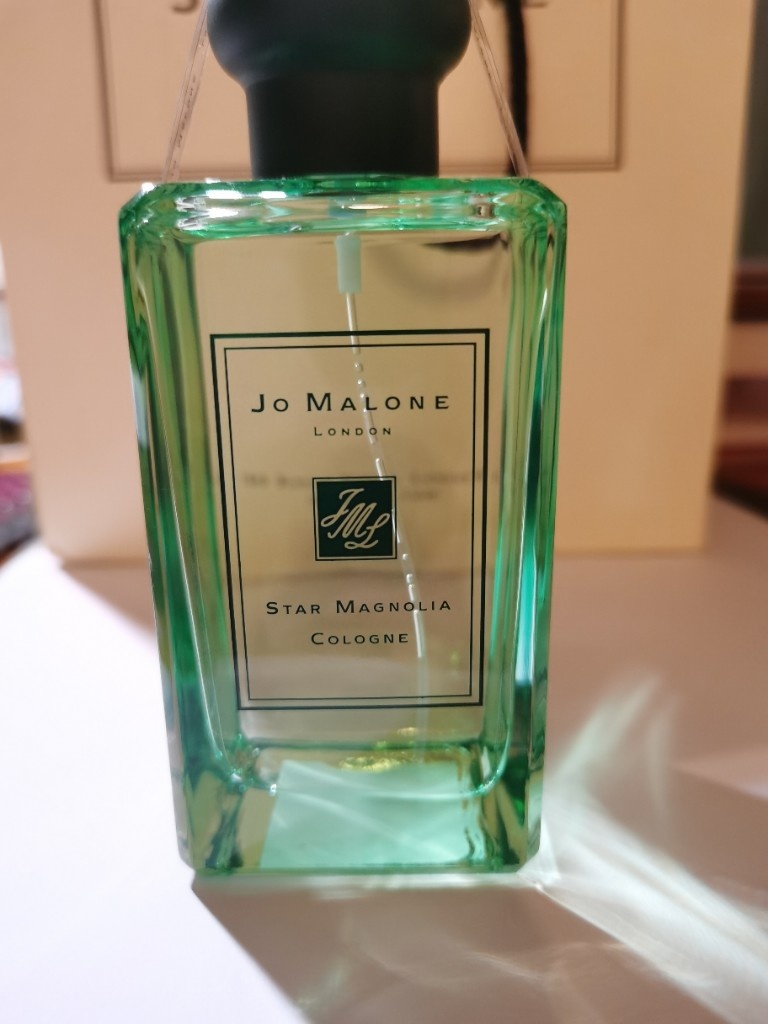 Jo Malone
London
JML
Star Magnolia
Cologne